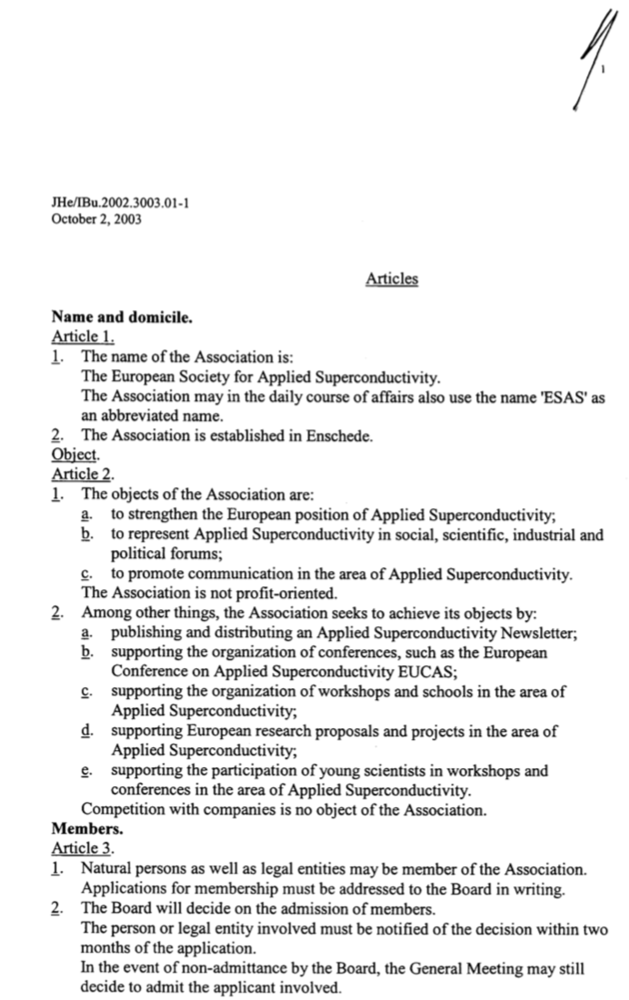 1
JHe/IBu.2002.3003.01-1
October 2, 2003
Articles
Name and domicile.
Article 1.
1. The name of the Association is:
The European Society for Applied Superconductivity.
The Association may in the daily course of affairs also use the name 'ESAS' as
an abbreviated name.
2. The Association is established in Enschede.
Object.
Article 2.
1. The objects of the Association are:
a. to strengthen the European position of Applied Superconductivity;
b. to represent Applied Superconductivity in social, scientific, industrial and
political forums;
c. to promote communication in the area of Applied Superconductivity.
The Association is not profit-oriented.
2. Among other things, the Association seeks to achieve its objects by:
a. publishing and distributing an Applied Superconductivity Newsletter;
b. supporting the organization of conferences, such as the European
Conference on Applied Superconductivity EUCAS;
c. supporting the organization of workshops and schools in the area of
Applied Superconductivity;
d. supporting European research proposals and projects in the area of
Applied Superconductivity;
e. supporting the participation of young scientists in workshops and
conferences in the area of Applied Superconductivity.
Competition with companies is no object of the Association.
Members.
Article 3.
1. Natural persons as well as legal entities may be member of the Association.
Applications for membership must be addressed to the Board in writing.
2. The Board will decide on the admission of members.
The person or legal entity involved must be notified of the decision within two
months of the application.
In the event of non-admittance by the Board, the General Meeting may still
decide to admit the applicant involved.